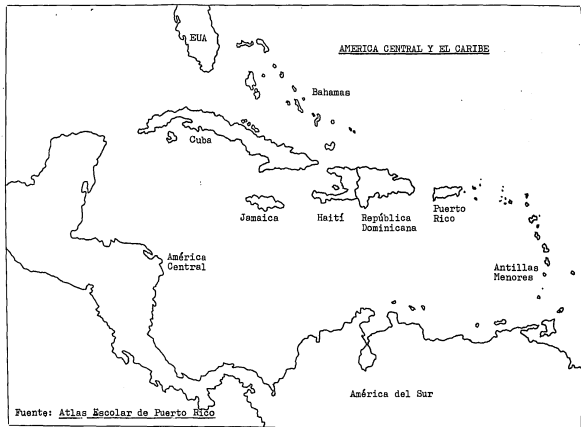 EUA
AMERICA CENTRAL Y EL CARIBE
Bahamas
Cuba
Jamaica
Haití
República
Dominicana
Puerto
Rico
América
Central
Antillas
Menores
América del Sur
Fuente: Atlas Escolar de Puerto Rico